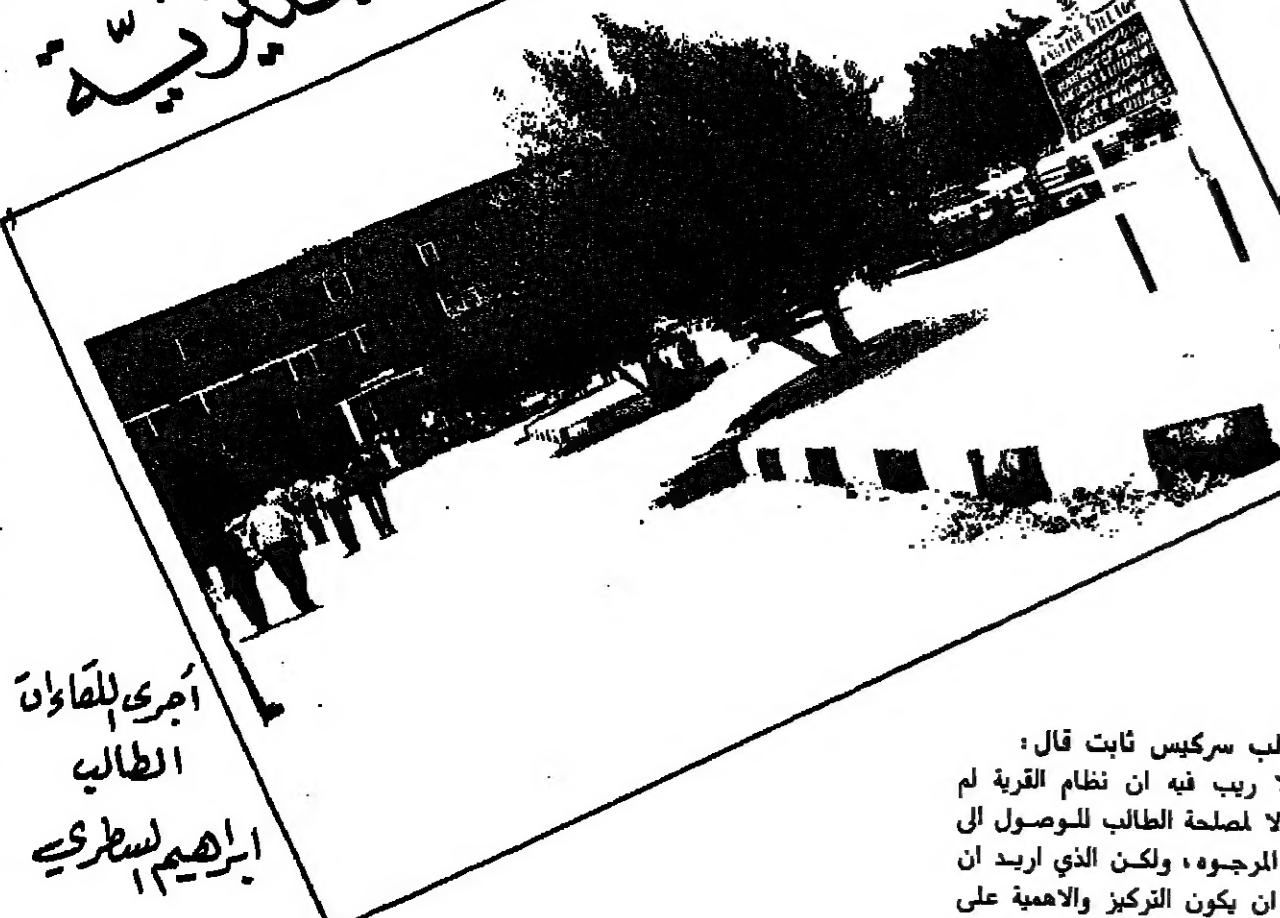 VILLAGE
أجرى اللقاءات
الطالب
ابراهيم السطري
لب سركيس ثابت قال :
لا ريب فيه ان نظام القرية لم
لا لمصلحة الطالب للوصول الى
المرجوه، ولكن الذي اريد ان
ان يكون التركيز والاهمية على